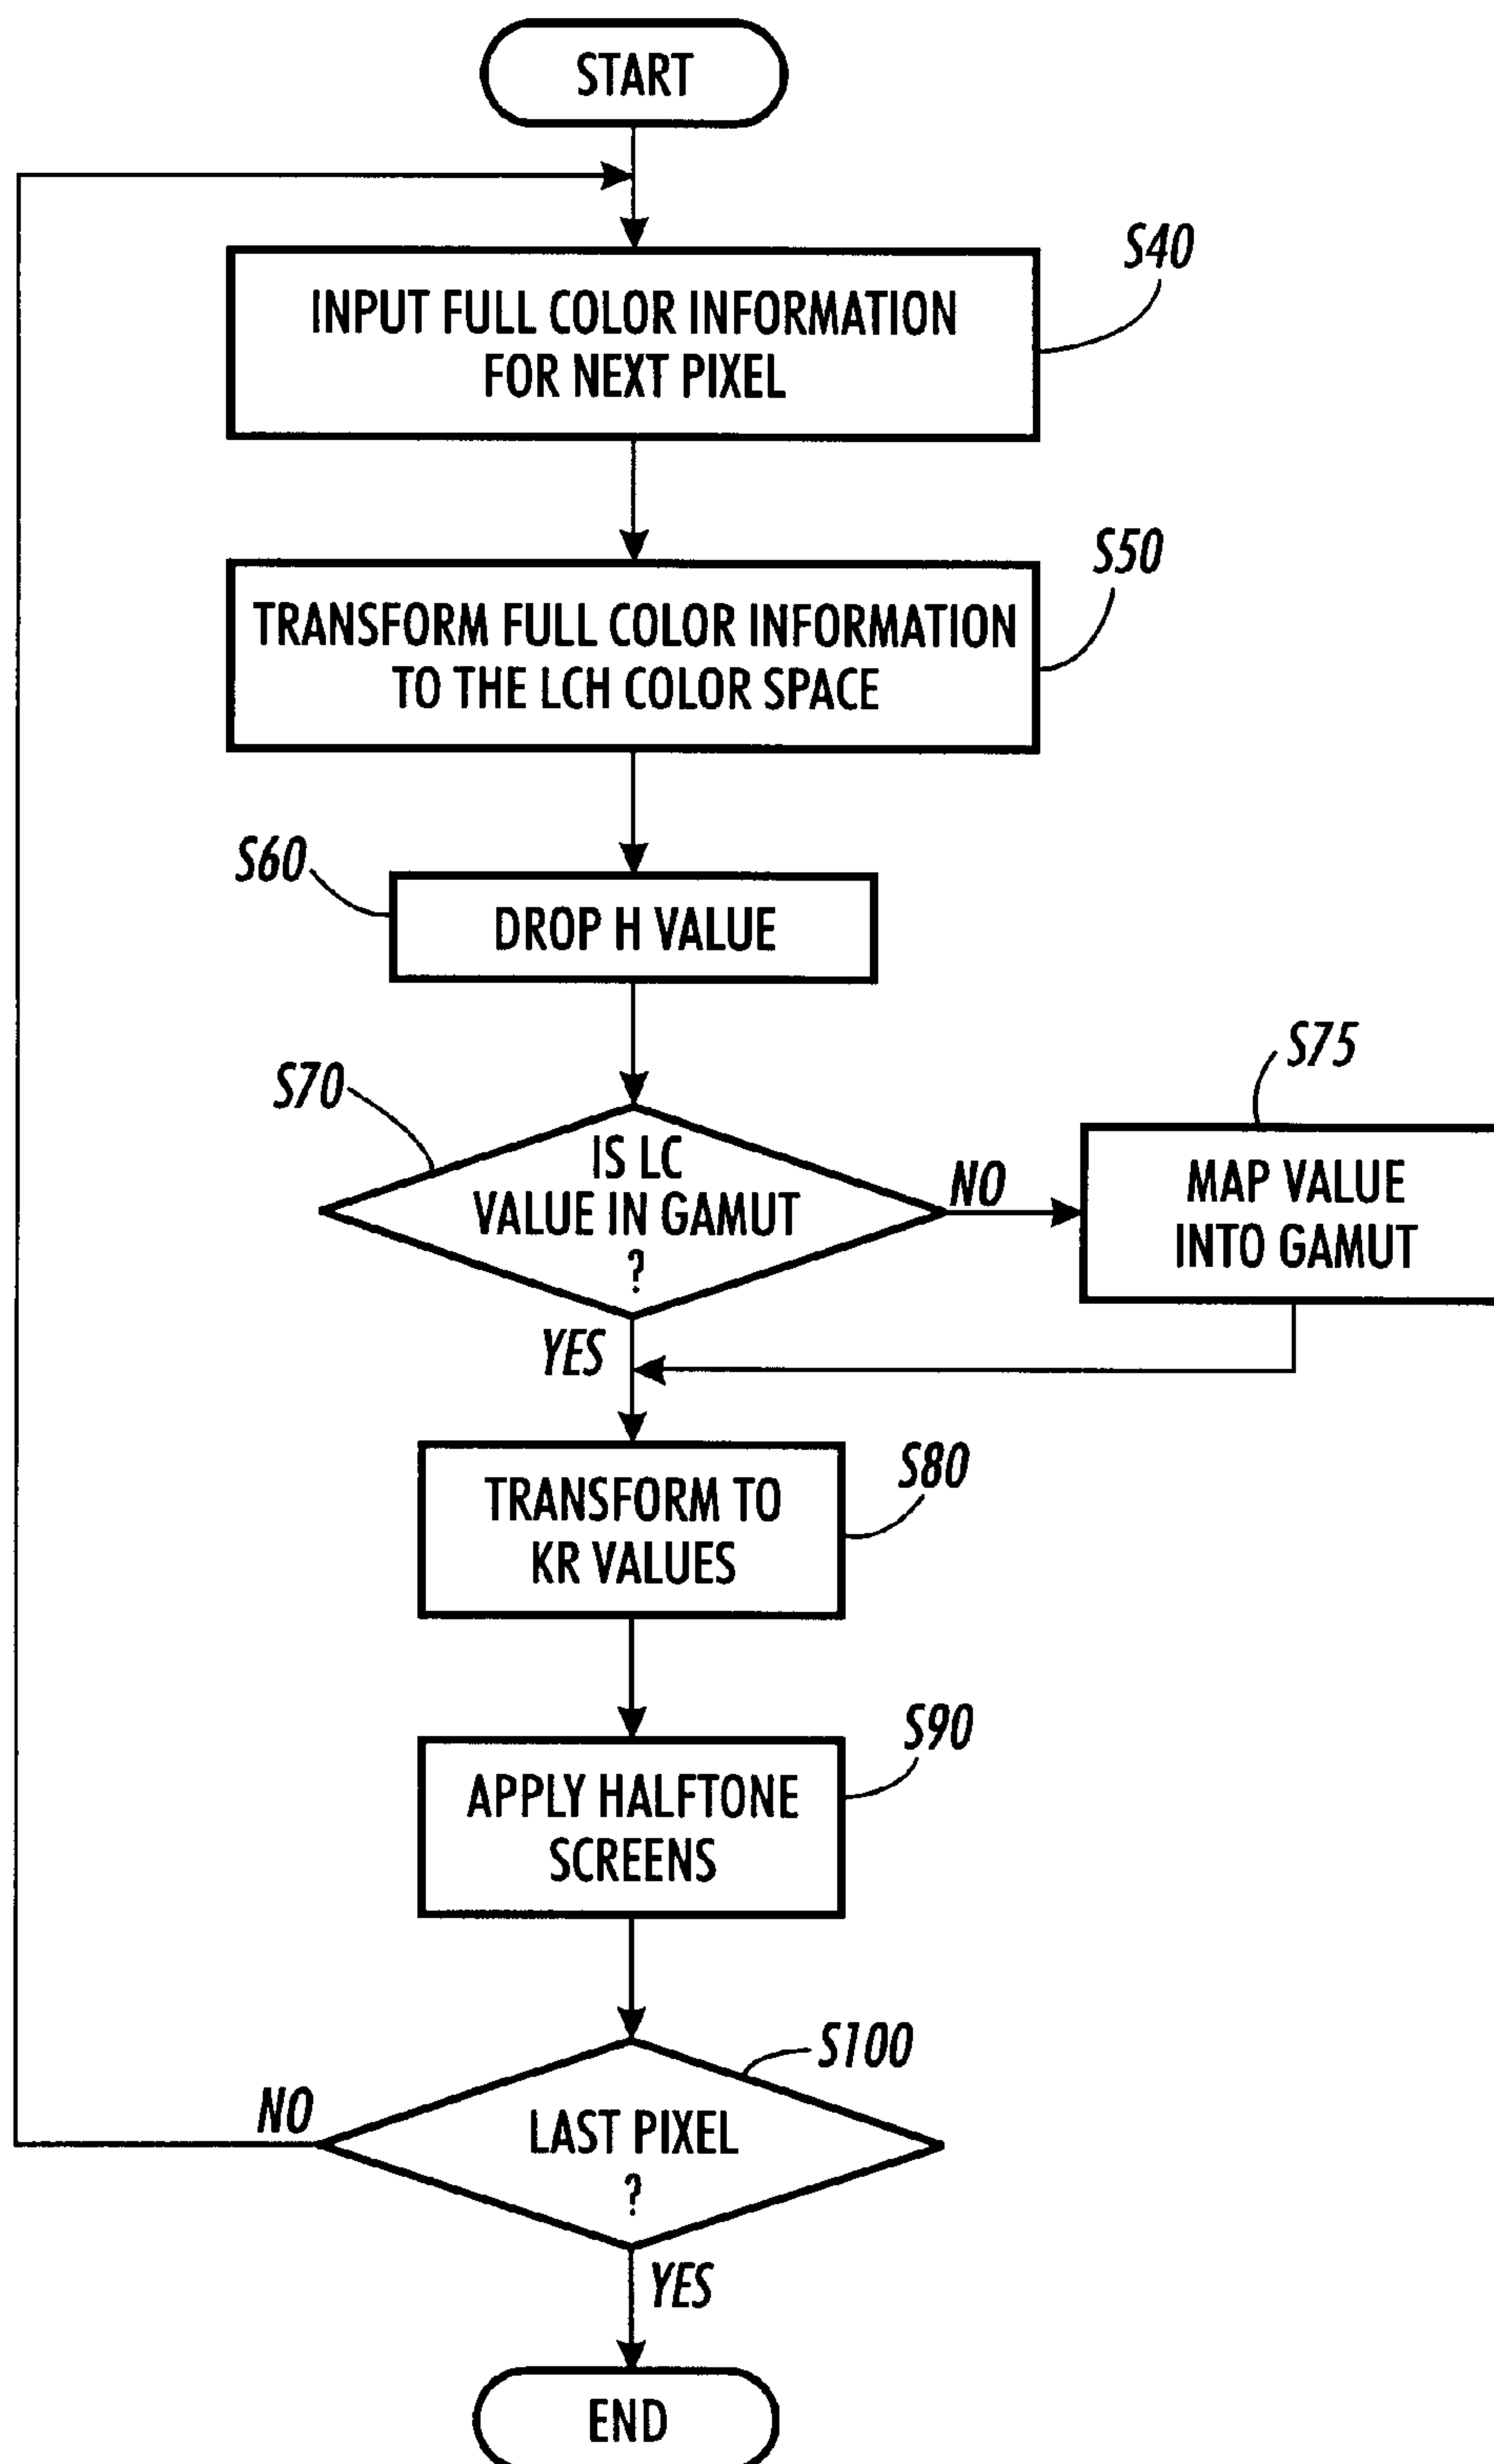 START
S40
INPUT FULL COLOR INFORMATION
FOR NEXT PIXEL
S50
TRANSFORM FULL COLOR INFORMATION
TO THE LCH COLOR SPACE
S60
DROP H VALUE
S70
IS LC
VALUE IN GAMUT
?
NO
S75
MAP VALUE
INTO GAMUT
YES
S80
TRANSFORM TO
KR VALUES
S90
APPLY HALFTONE
SCREENS
S100
NO
LAST PIXEL
?
YES
END